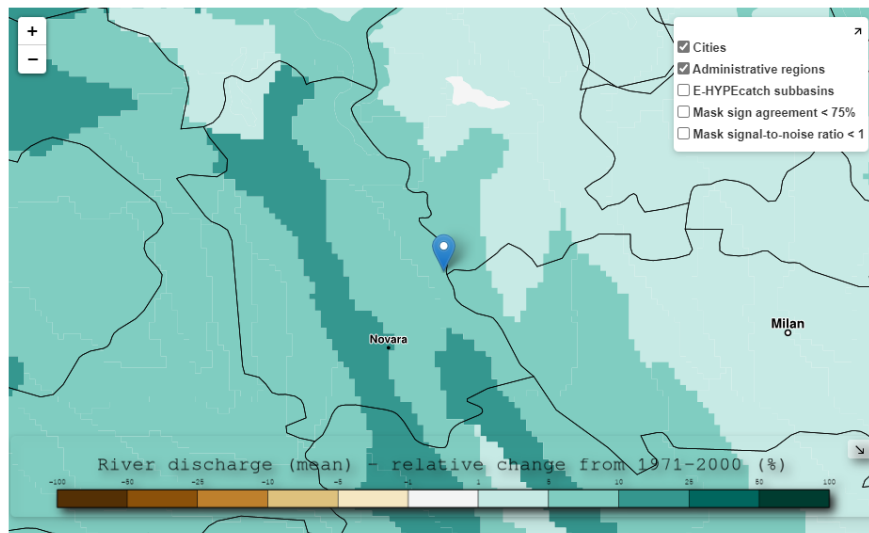 +
−
Cities
Administrative regions
E-HYPEcatch subbasins
Mask sign agreement < 75%
Mask signal-to-noise ratio < 1
Milan
Novara
River discharge (mean) – relative change from 1971–2000 (%)
-100 -50 -25 -10 -5 -1 1 5 10 25 50 100